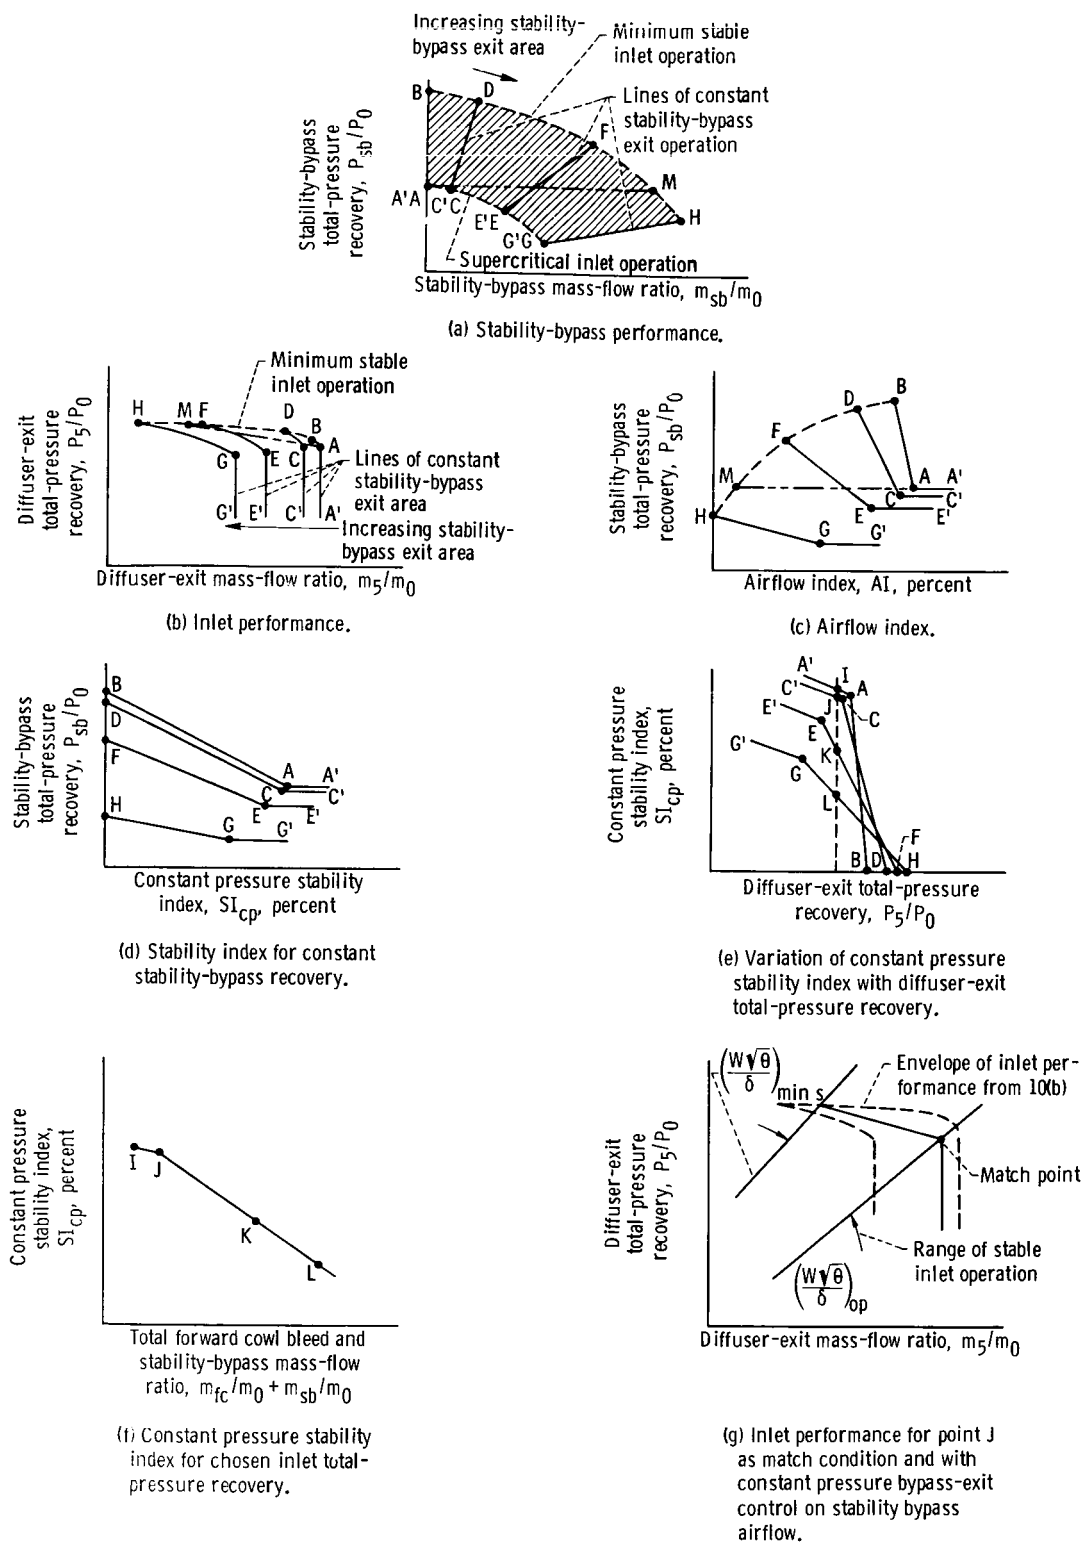 Increasing stability-
bypass exit area
Minimum stable
inlet operation
Lines of constant
stability-bypass
exit operation
B
D
F
M
H
A'A
C'C
E'E
G'G
Supercritical inlet operation
Stability-bypass
total-pressure
recovery, P_sb/P_0
Stability-bypass mass-flow ratio, m_sb/m_0
(a) Stability-bypass performance.
Minimum stable
inlet operation
H
M F
D
B
A
G
E
C
G'
E'
C'
A'
Lines of constant
stability-bypass
exit area
Increasing stability-
bypass exit area
Diffuser-exit
total-pressure
recovery, P_5/P_0
Diffuser-exit mass-flow ratio, m_5/m_0
(b) Inlet performance.
Stability-bypass
total-pressure
recovery, P_sb/P_0
B
D
F
M
H
A
A'
C
C'
E
E'
G
G'
Airflow index, AI, percent
(c) Airflow index.
Stability-bypass
total-pressure
recovery, P_sb/P_0
B
D
F
H
A
A'
C
C'
E
E'
G
G'
Constant pressure stability
index, SI_cp, percent
(d) Stability index for constant
stability-bypass recovery.
Constant pressure
stability index,
SI_cp, percent
A'
I
A
C'
J
C
E'
E
K
G'
G
L
F
B
D
H
Diffuser-exit total-pressure
recovery, P_5/P_0
(e) Variation of constant pressure
stability index with diffuser-exit
total-pressure recovery.
Constant pressure
stability index,
SI_cp, percent
I
J
K
L
Total forward cowl bleed and
stability-bypass mass-flow
ratio, m_fc/m_0 + m_sb/m_0
(f) Constant pressure stability
index for chosen inlet total-
pressure recovery.
(W√θ/δ)_min s
Envelope of inlet per-
formance from 10(b)
Match point
Range of stable
inlet operation
(W√θ/δ)_op
Diffuser-exit
total-pressure
recovery, P_5/P_0
Diffuser-exit mass-flow ratio, m_5/m_0
(g) Inlet performance for point J
as match condition and with
constant pressure bypass-exit
control on stability bypass
airflow.